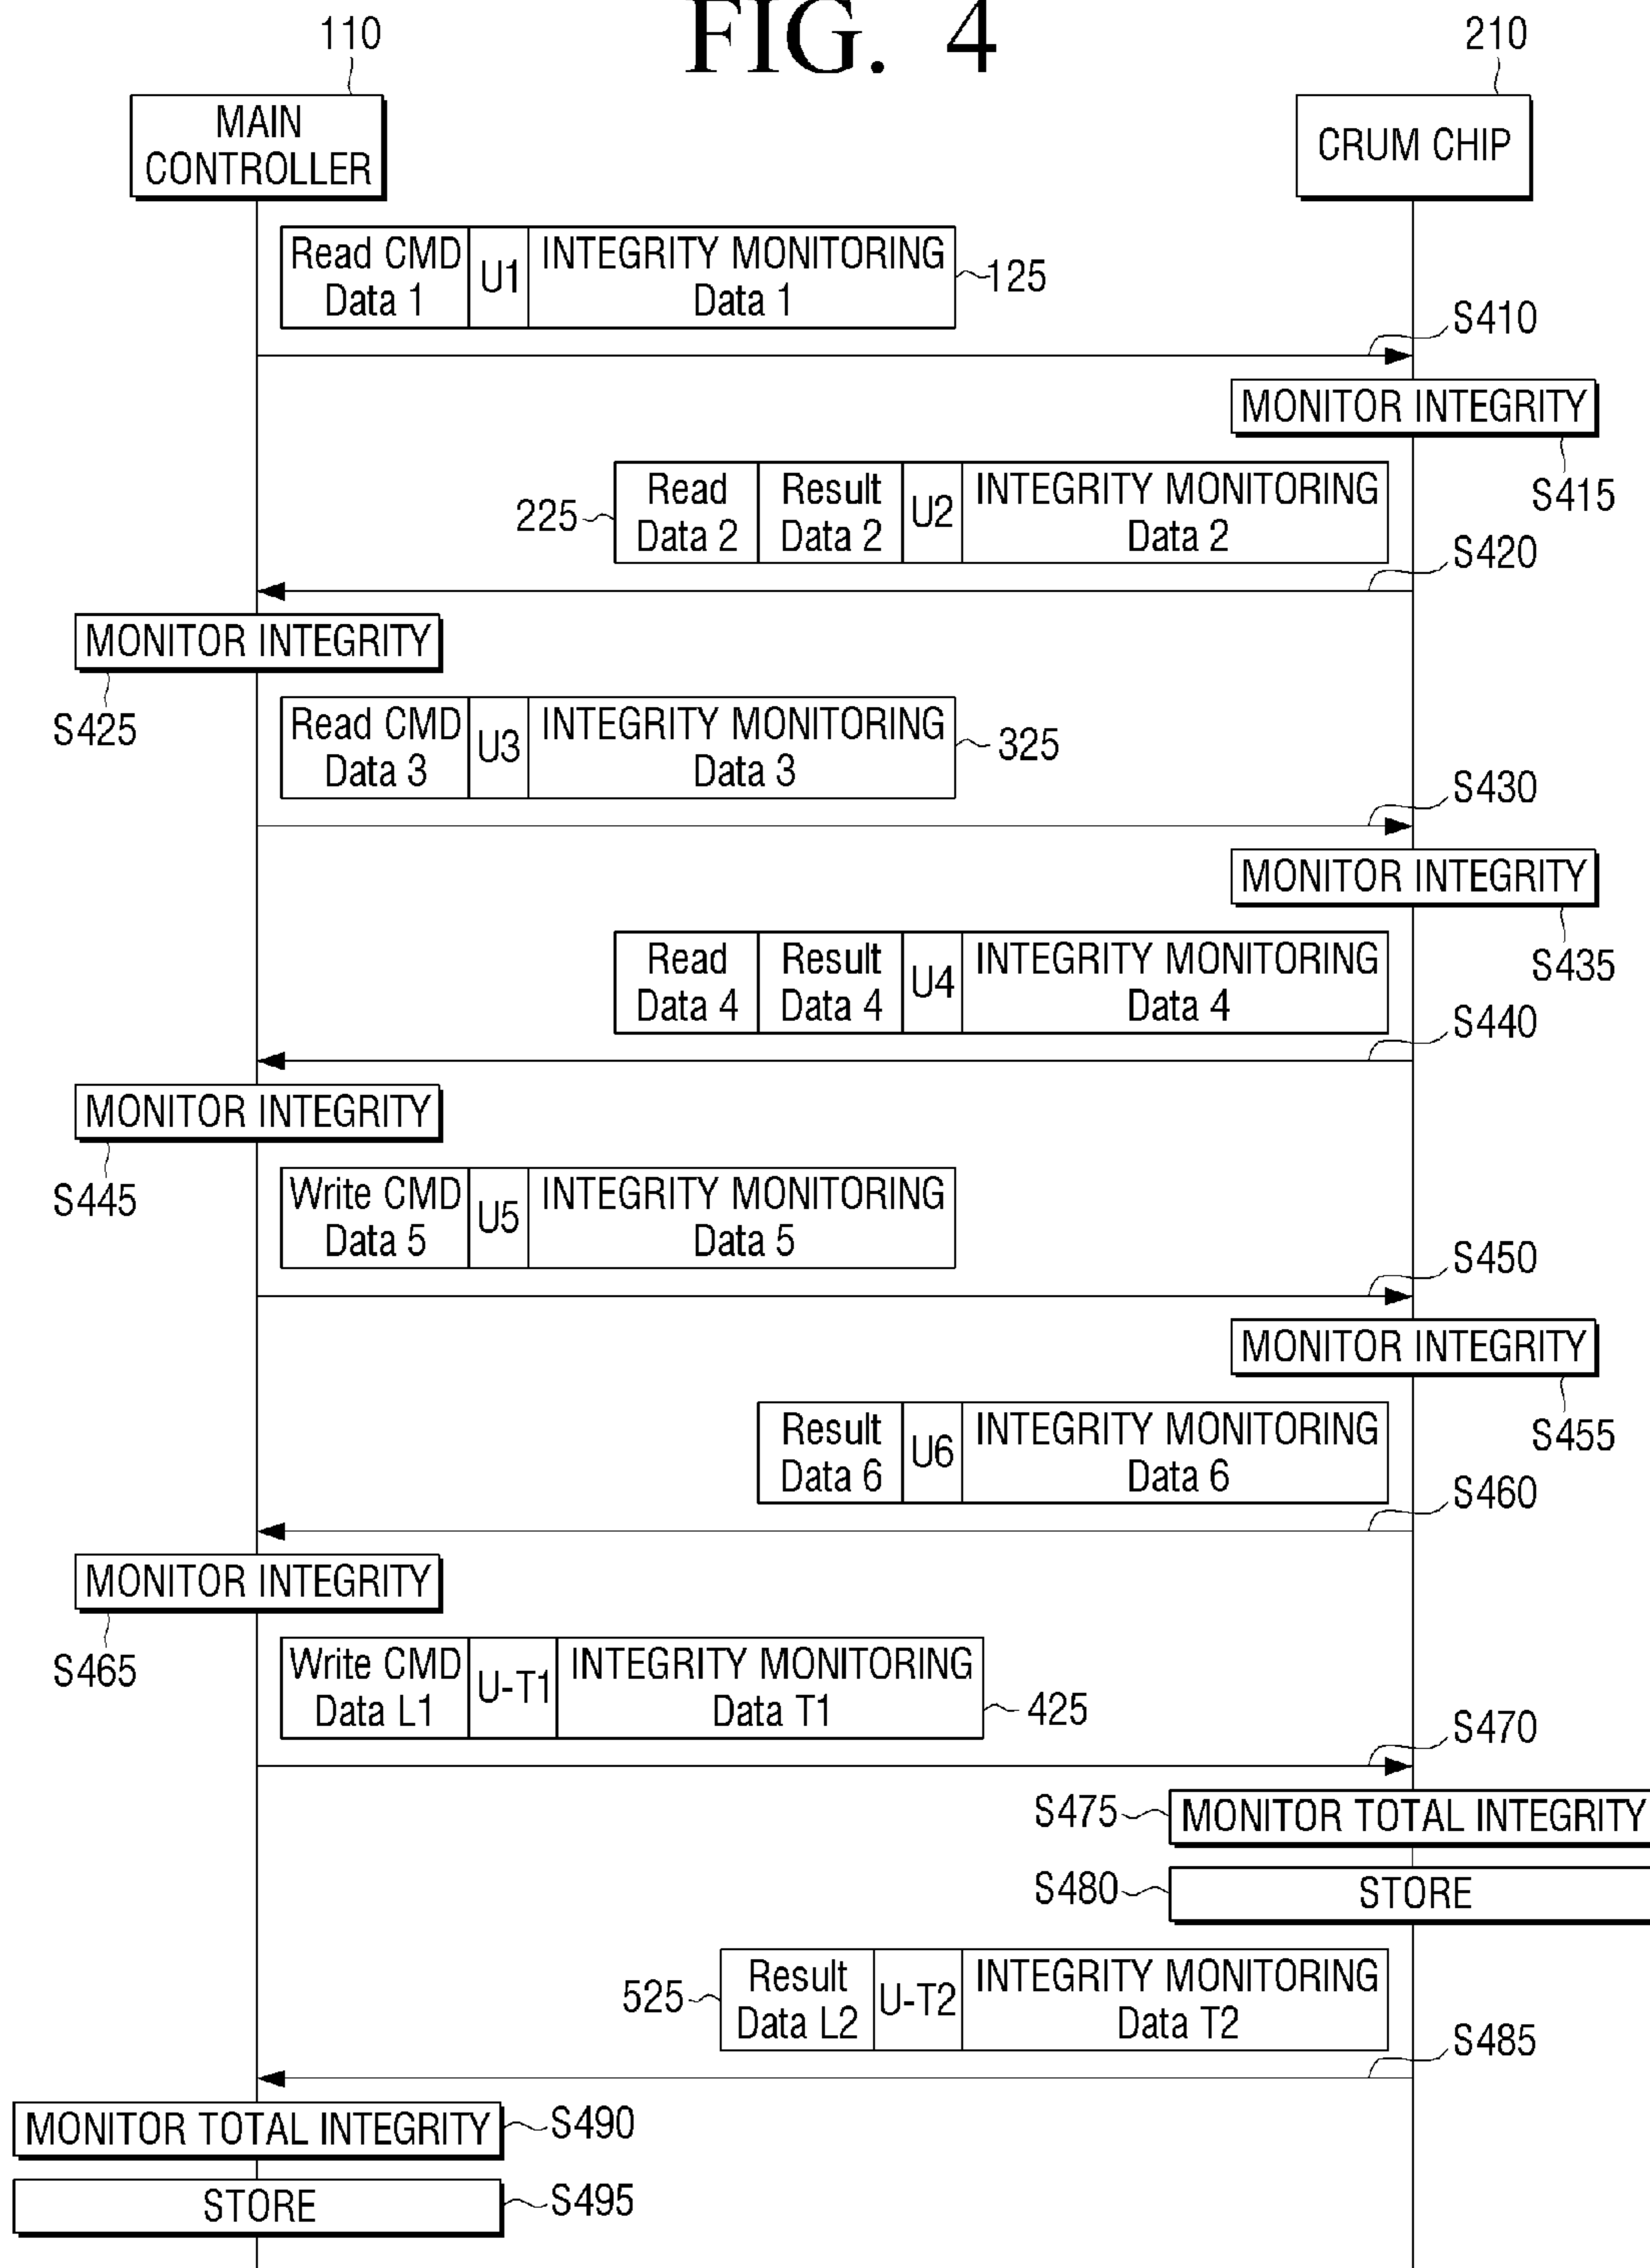 FIG. 4
110
210
MAIN
CONTROLLER
CRUM CHIP
Read CMD
Data 1
U1
INTEGRITY MONITORING
Data 1
125
S410
MONITOR INTEGRITY
S415
225
Read
Data 2
Result
Data 2
U2
INTEGRITY MONITORING
Data 2
S420
MONITOR INTEGRITY
S425
Read CMD
Data 3
U3
INTEGRITY MONITORING
Data 3
325
S430
MONITOR INTEGRITY
S435
Read
Data 4
Result
Data 4
U4
INTEGRITY MONITORING
Data 4
S440
MONITOR INTEGRITY
S445
Write CMD
Data 5
U5
INTEGRITY MONITORING
Data 5
S450
MONITOR INTEGRITY
S455
Result
Data 6
U6
INTEGRITY MONITORING
Data 6
S460
MONITOR INTEGRITY
S465
Write CMD
Data L1
U-T1
INTEGRITY MONITORING
Data T1
425
S470
S475
MONITOR TOTAL INTEGRITY
S480
STORE
525
Result
Data L2
U-T2
INTEGRITY MONITORING
Data T2
S485
MONITOR TOTAL INTEGRITY
S490
STORE
S495